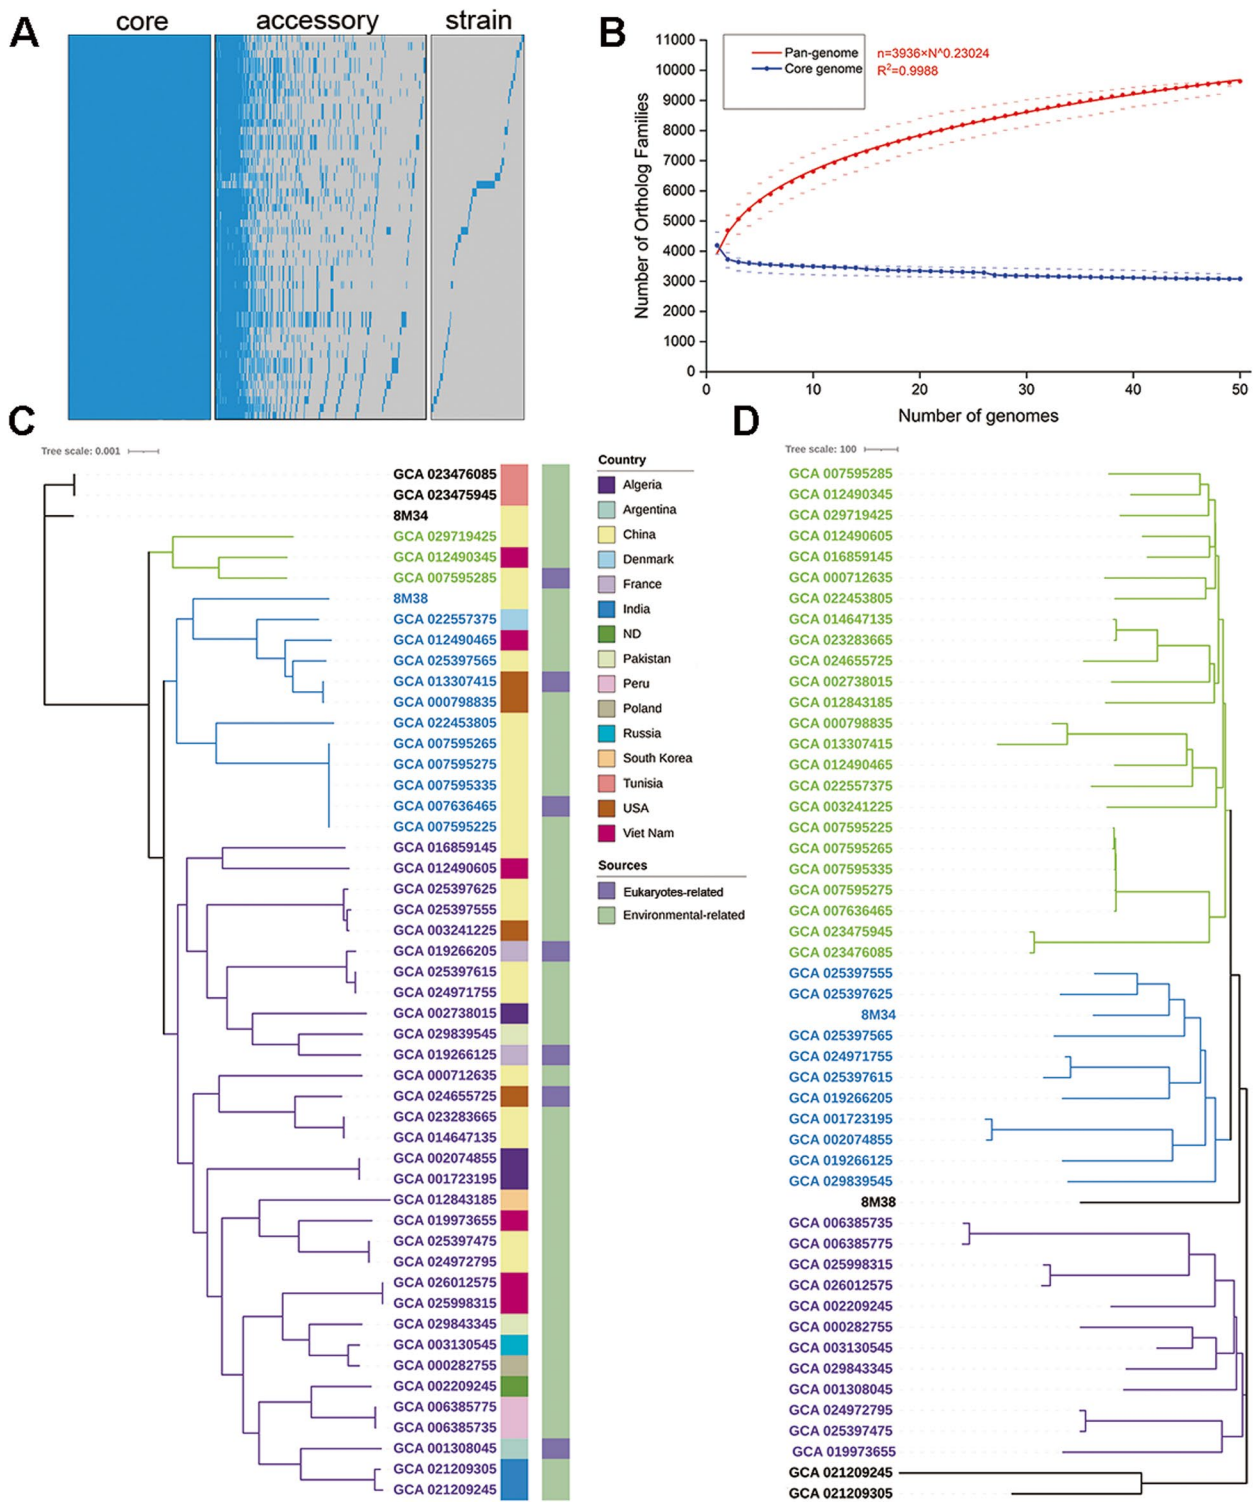 A
core
accessory
strain
B
11000
10000
9000
8000
7000
6000
5000
4000
3000
2000
1000
0
Number of Ortholog Families
Pan-genome
Core genome
n=3936×N^0.23024
R²=0.9988
0
10
20
30
40
50
Number of genomes
C
Tree scale: 0.001
GCA 023476085
GCA 023475945
8M34
GCA 029719425
GCA 012490345
GCA 007595285
8M38
GCA 022557375
GCA 012490465
GCA 025397565
GCA 013307415
GCA 000798835
GCA 022453805
GCA 007595265
GCA 007595275
GCA 007595335
GCA 007636465
GCA 007595225
GCA 016859145
GCA 012490605
GCA 025397625
GCA 025397555
GCA 003241225
GCA 019266205
GCA 025397615
GCA 024971755
GCA 002738015
GCA 029839545
GCA 019266125
GCA 000712635
GCA 024655725
GCA 023283665
GCA 014647135
GCA 002074855
GCA 001723195
GCA 012843185
GCA 019973655
GCA 025397475
GCA 024972795
GCA 026012575
GCA 025998315
GCA 029843345
GCA 003130545
GCA 000282755
GCA 002209245
GCA 006385775
GCA 006385735
GCA 001308045
GCA 021209305
GCA 021209245
Country
Algeria
Argentina
China
Denmark
France
India
ND
Pakistan
Peru
Poland
Russia
South Korea
Tunisia
USA
Viet Nam
Sources
Eukaryotes-related
Environmental-related
D
Tree scale: 100
GCA 007595285
GCA 012490345
GCA 029719425
GCA 012490605
GCA 016859145
GCA 000712635
GCA 022453805
GCA 014647135
GCA 023283665
GCA 024655725
GCA 002738015
GCA 012843185
GCA 000798835
GCA 013307415
GCA 012490465
GCA 022557375
GCA 003241225
GCA 007595225
GCA 007595265
GCA 007595335
GCA 007595275
GCA 007636465
GCA 023475945
GCA 023476085
GCA 025397555
GCA 025397625
8M34
GCA 025397565
GCA 024971755
GCA 025397615
GCA 019266205
GCA 001723195
GCA 002074855
GCA 019266125
GCA 029839545
8M38
GCA 006385735
GCA 006385775
GCA 025998315
GCA 026012575
GCA 002209245
GCA 000282755
GCA 003130545
GCA 029843345
GCA 001308045
GCA 024972795
GCA 025397475
GCA 019973655
GCA 021209245
GCA 021209305